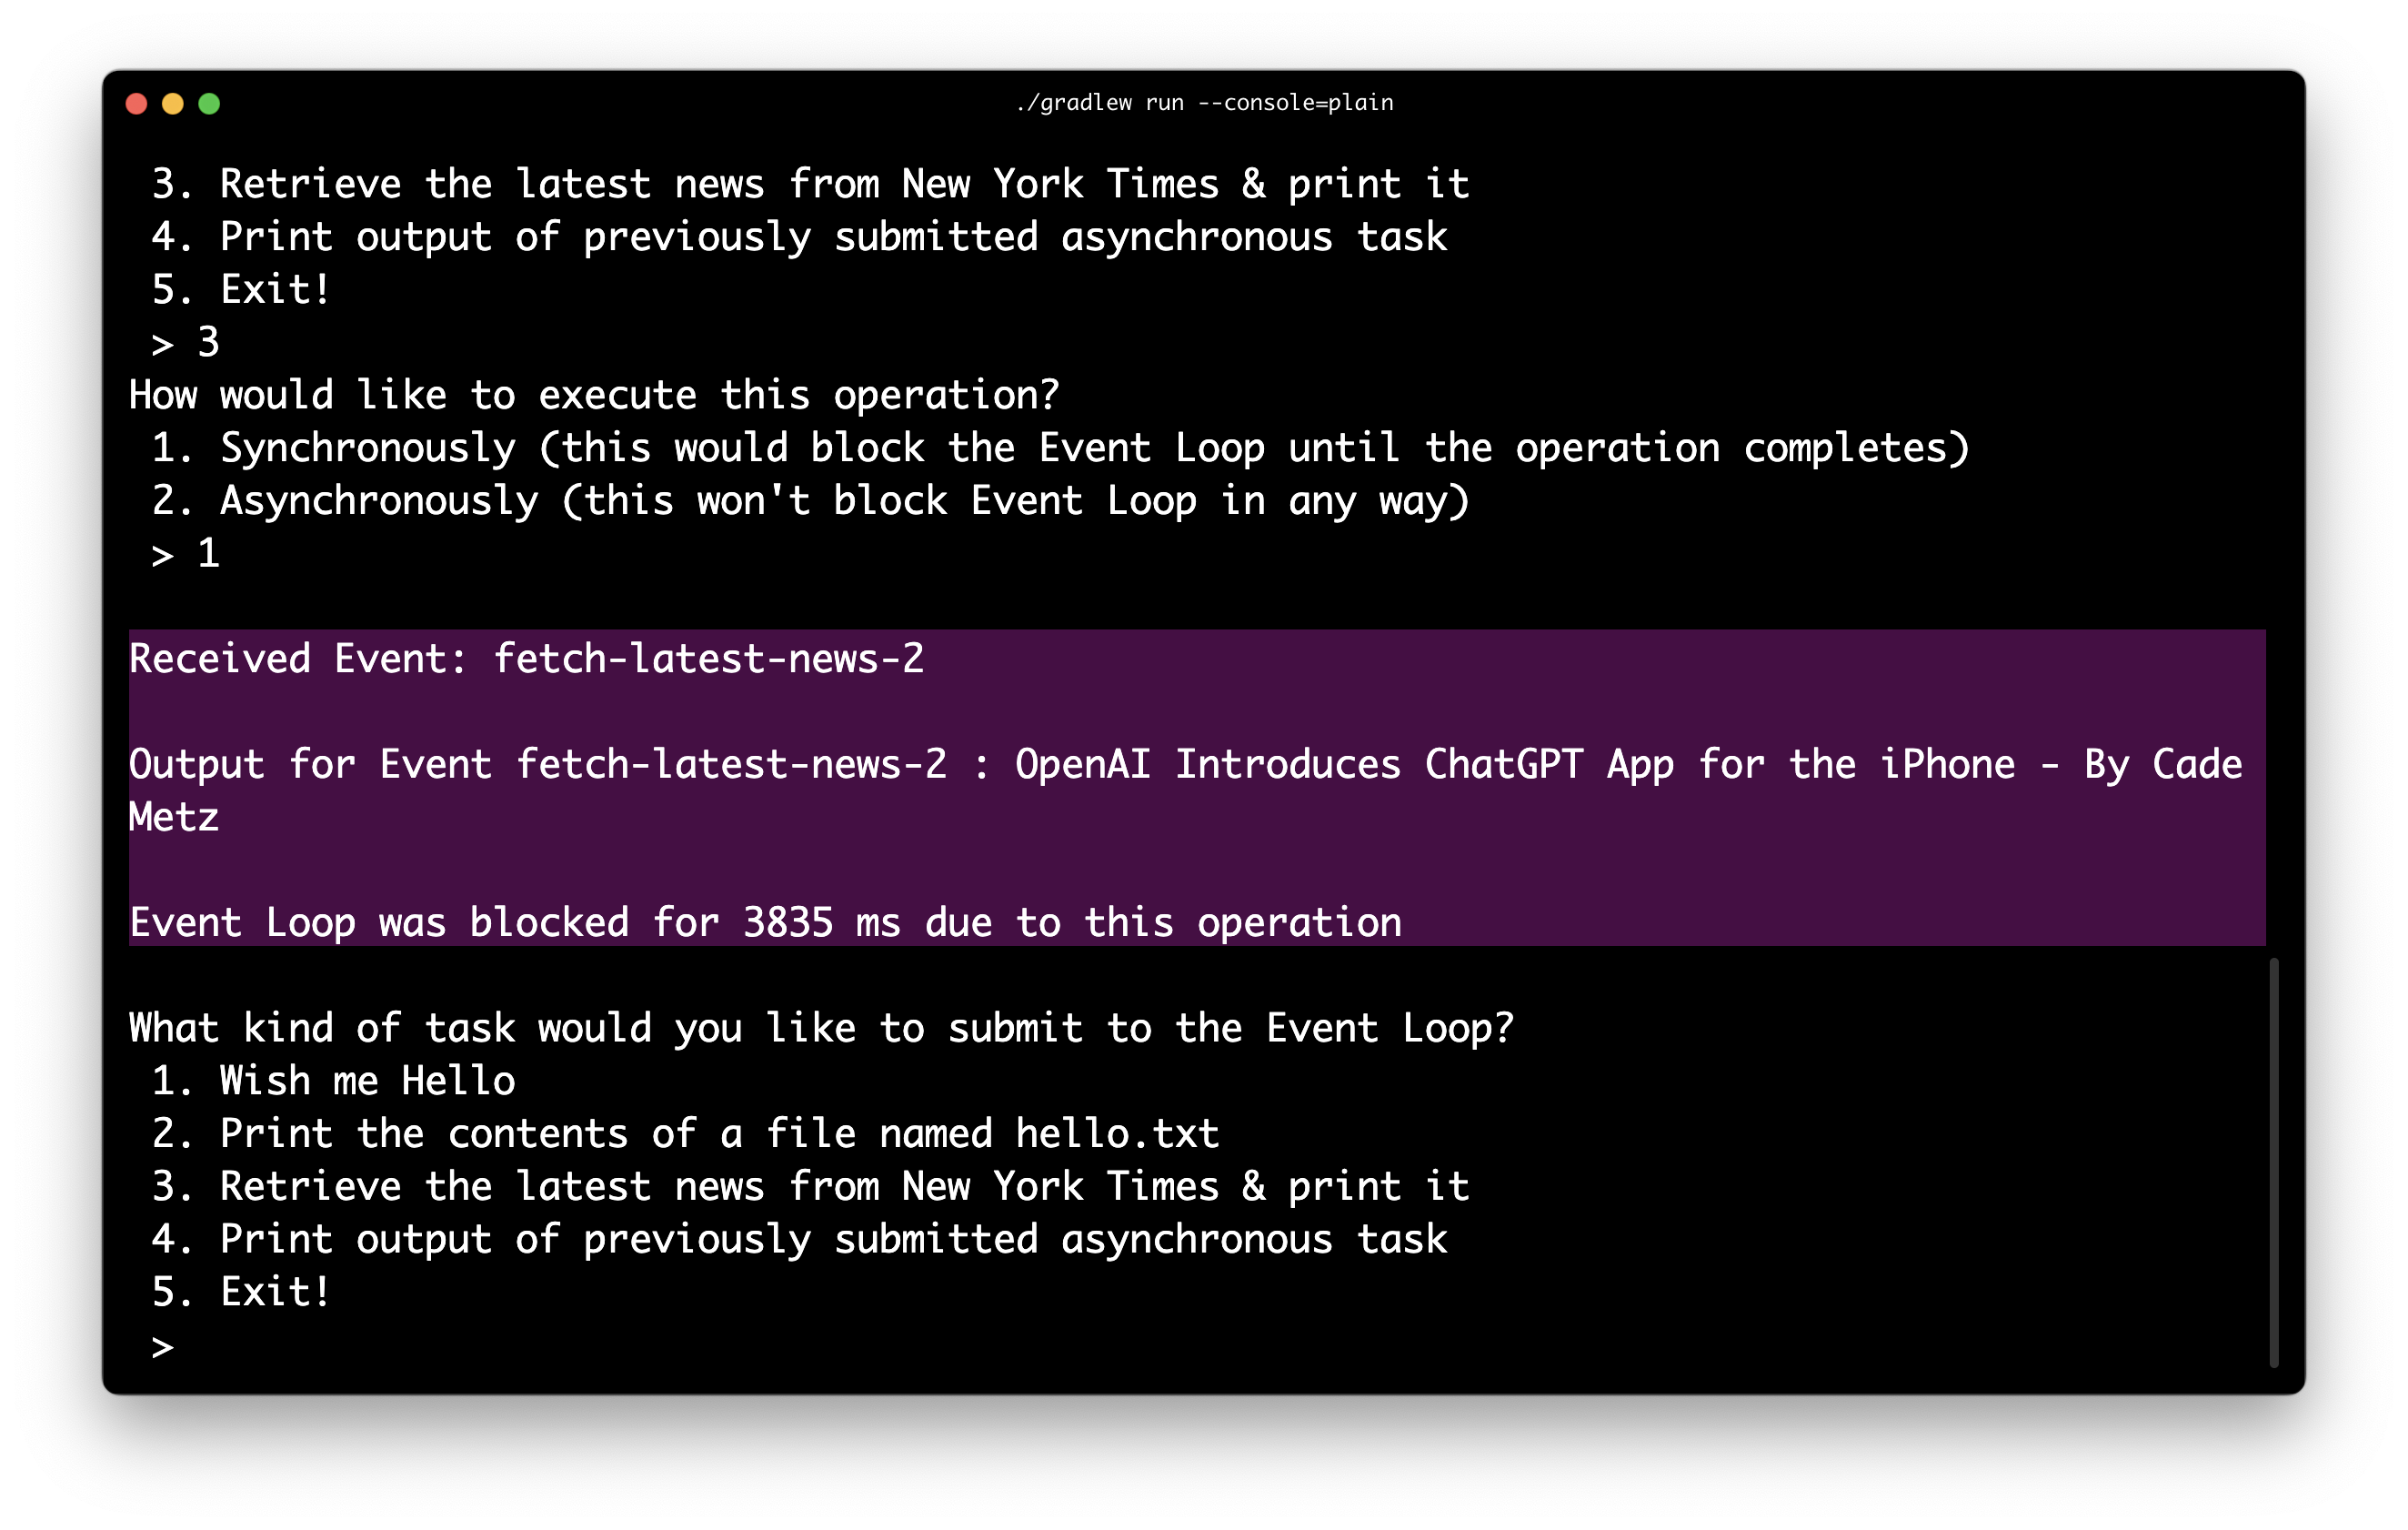 ./gradlew run --console=plain
3. Retrieve the latest news from New York Times & print it
4. Print output of previously submitted asynchronous task
5. Exit!
> 3
How would like to execute this operation?
1. Synchronously (this would block the Event Loop until the operation completes)
2. Asynchronously (this won't block Event Loop in any way)
> 1
Received Event: fetch-latest-news-2
Output for Event fetch-latest-news-2 : OpenAI Introduces ChatGPT App for the iPhone - By Cade
Metz
Event Loop was blocked for 3835 ms due to this operation
What kind of task would you like to submit to the Event Loop?
1. Wish me Hello
2. Print the contents of a file named hello.txt
3. Retrieve the latest news from New York Times & print it
4. Print output of previously submitted asynchronous task
5. Exit!
>